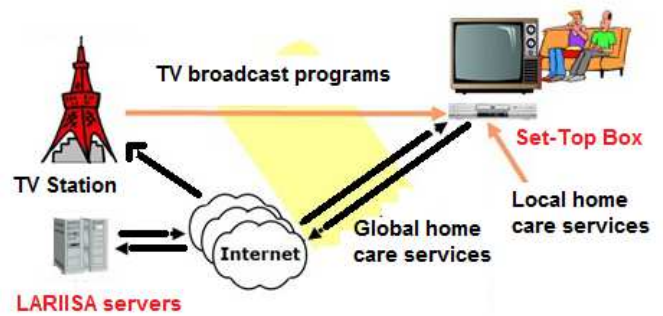 TV broadcast programs
Set-Top Box
TV Station
Local home
care services
Global home
care services
Internet
LARIISA servers